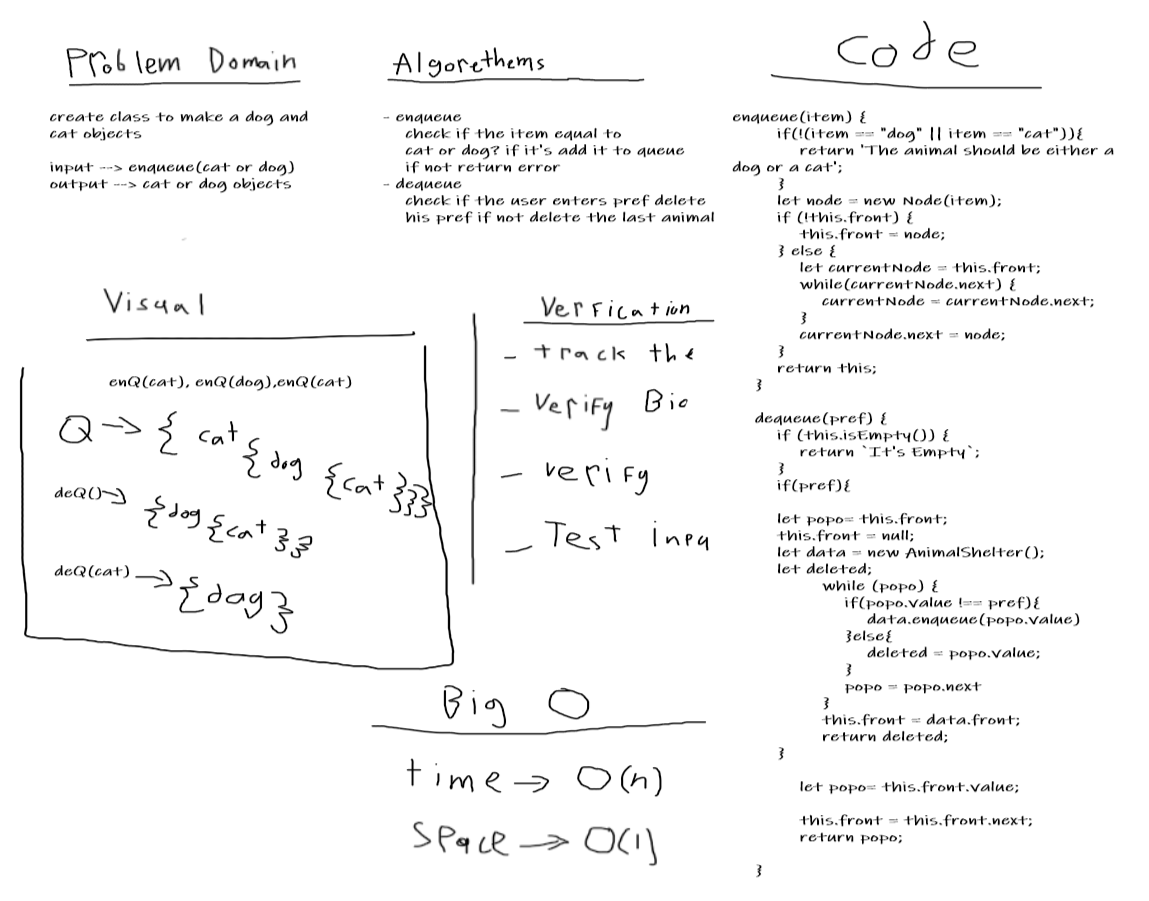 Problem Domain
create class to make a dog and
cat objects
input --> enqueue(cat or dog)
output --> cat or dog objects
Algorethems
- enqueue
check if the item equal to
cat or dog? if it's add it to queue
if not return error
- dequeue
check if the user enters pref delete
his pref if not delete the last animal
Visual
enQ(cat), enQ(dog),enQ(cat)
Q -> { cat { dog {cat }}}
deQ()-> {dog {cat }}
deQ(cat) -> {dog}
Verfication
- track the
- Verify Bio
- verify
- Test inpu
Big O
time -> O(n)
Space -> O(1)
Code
enqueue(item) {
if(!(item == "dog" || item == "cat")){
return 'The animal should be either a
dog or a cat';
}
let node = new Node(item);
if (!this.front) {
this.front = node;
} else {
let currentNode = this.front;
while(currentNode.next) {
currentNode = currentNode.next;
}
currentNode.next = node;
}
return this;
}
dequeue(pref) {
if (this.isEmpty()) {
return `It's Empty`;
}
if(pref){
let popo= this.front;
this.front = null;
let data = new AnimalShelter();
let deleted;
while (popo) {
if(popo.value !== pref){
data.enqueue(popo.value)
}else{
deleted = popo.value;
}
popo = popo.next
}
this.front = data.front;
return deleted;
}
let popo= this.front.value;
this.front = this.front.next;
return popo;
}